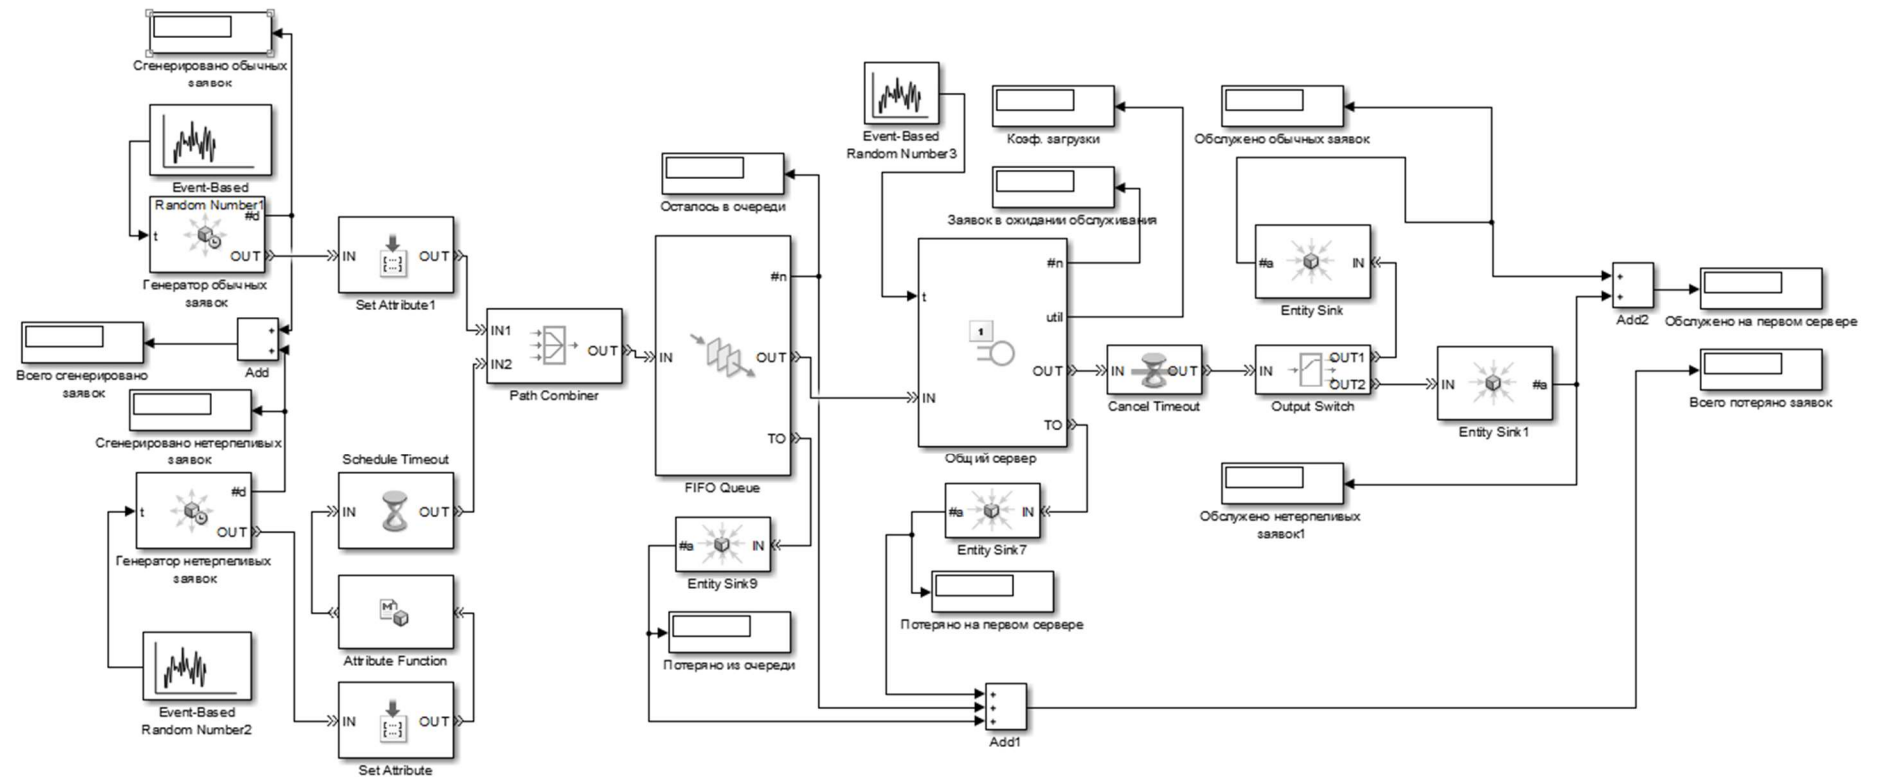 Сгенерировано обычных
заявок
Event-Based
Random Number1
#d
t
OUT
Генератор обычных
заявок
IN
OUT
Set Attribute1
+
+
Add
Всего сгенерировано
заявок
Сгенерировано нетерпеливых
заявок
#d
t
OUT
Генератор нетерпеливых
заявок
Event-Based
Random Number2
Schedule Timeout
IN
OUT
Attribute Function
IN
OUT
Set Attribute
IN1
IN2
OUT
Path Combiner
Осталось в очереди
#n
IN
OUT
TO
FIFO Queue
#a
IN
Entity Sink9
Потеряно из очереди
Event-Based
Random Number3
Коэф. загрузки
Заявок в ожидании обслуживания
#n
t
util
OUT
IN
TO
Общий сервер
#a
IN
Entity Sink7
Потеряно на первом сервере
+
+
+
Add1
IN
OUT
Cancel Timeout
Обслужено обычных заявок
#a
IN
Entity Sink
IN
OUT1
OUT2
Output Switch
IN
#a
Entity Sink1
Обслужено нетерпеливых
заявок1
+
+
Add2
Обслужено на первом сервере
Всего потеряно заявок